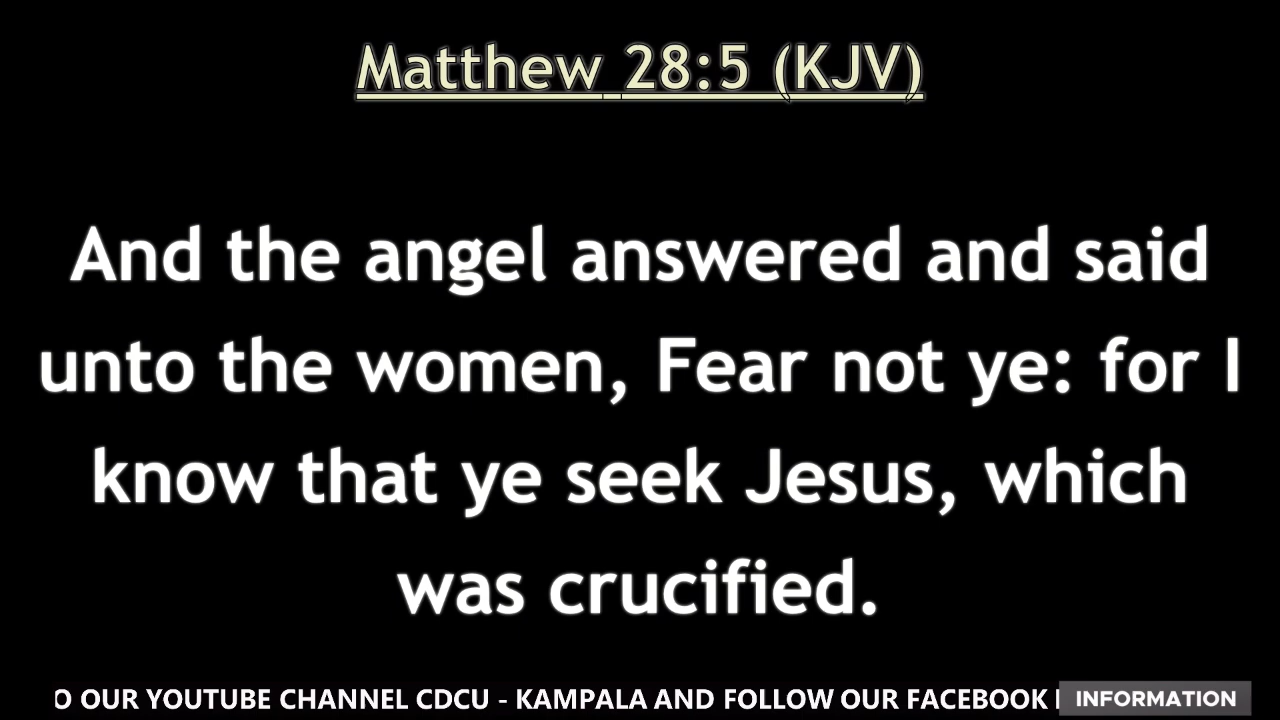 Matthew 28:5 (KJV)
And the angel answered and said
unto the women, Fear not ye: for I
know that ye seek Jesus, which
was crucified.
OUR YOUTUBE CHANNEL CDCU - KAMPALA AND FOLLOW OUR FACEBOOK
INFORMATION